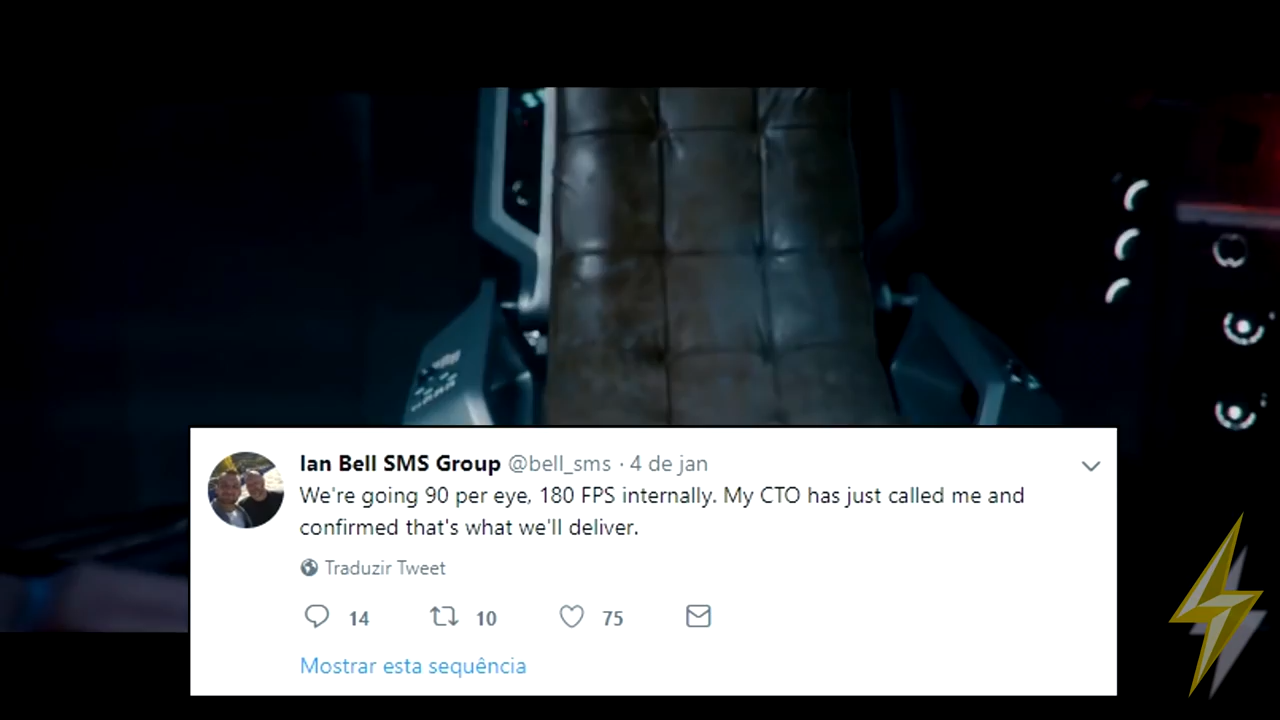 Ian Bell SMS Group @bell_sms · 4 de jan
We're going 90 per eye, 180 FPS internally. My CTO has just called me and
confirmed that's what we'll deliver.
Traduzir Tweet
14 10 75
Mostrar esta sequência